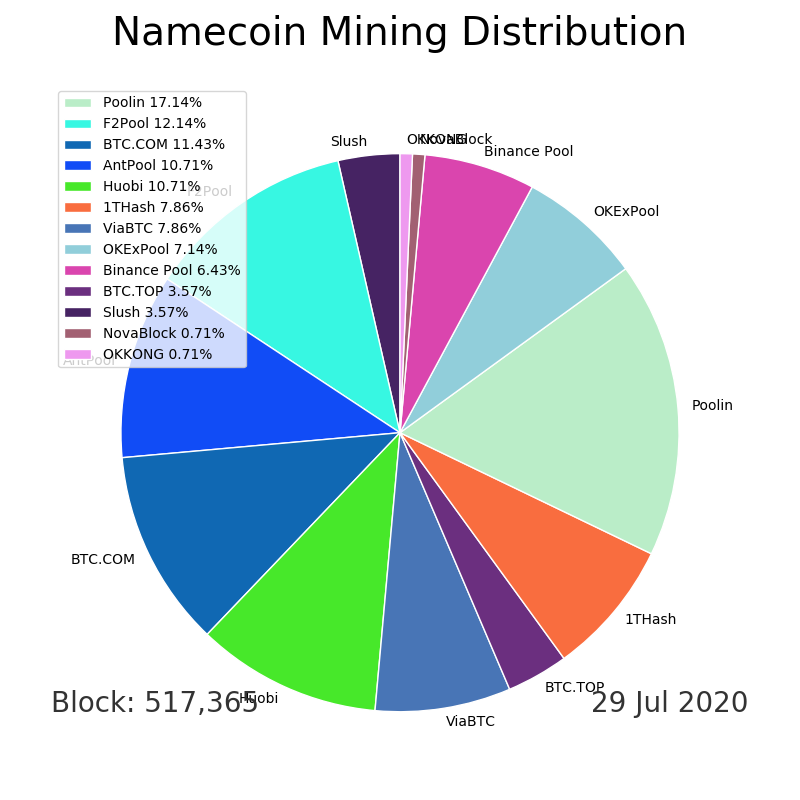 Namecoin Mining Distribution
Poolin 17.14%
F2Pool 12.14%
BTC.COM 11.43%
AntPool 10.71%
Huobi 10.71%
1THash 7.86%
ViaBTC 7.86%
OKExPool 7.14%
Binance Pool 6.43%
BTC.TOP 3.57%
Slush 3.57%
NovaBlock 0.71%
OKKONG 0.71%
Slush
OKKONG
NovaBlock
Binance Pool
F2Pool
OKExPool
AntPool
Poolin
BTC.COM
1THash
Huobi
BTC.TOP
ViaBTC
Block: 517,365
29 Jul 2020